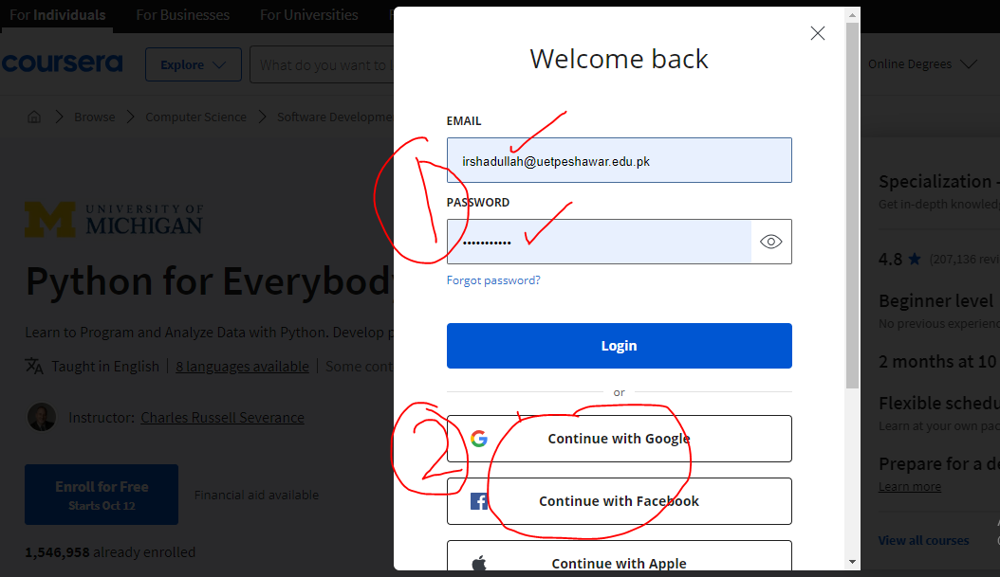 For Individuals For Businesses For Universities
coursera Explore What do you want to Online Degrees
Browse Computer Science Software Developme
Welcome back
EMAIL
irshadullah@uetpeshawar.edu.pk
PASSWORD
•••••••••••
Forgot password?
Login
or
Continue with Google
Continue with Facebook
Continue with Apple
1
2
M UNIVERSITY OF
MICHIGAN
Python for Everybody
Learn to Program and Analyze Data with Python. Develop
Taught in English | 8 languages available | Some cont
Instructor: Charles Russell Severance
Enroll for Free
Starts Oct 12
Financial aid available
1,546,958 already enrolled
Specialization -
Get in-depth knowled
4.8 (207,136 revi
Beginner level
No previous experienc
2 months at 10
Flexible schedu
Learn at your own pac
Prepare for a de
Learn more
View all courses